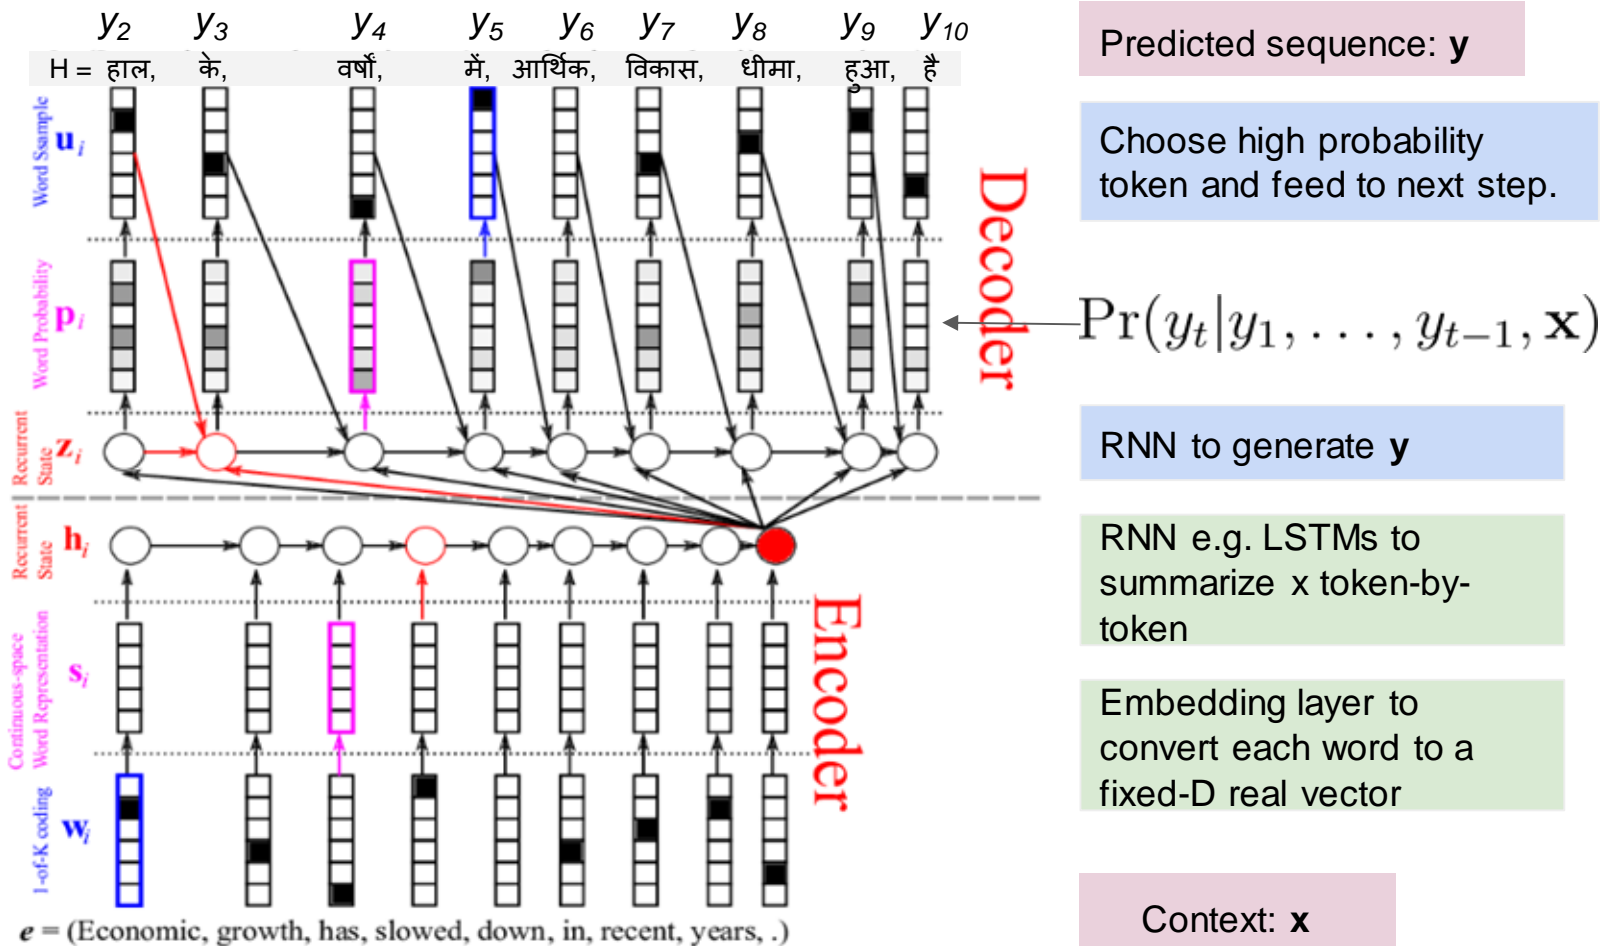 y2 y3 y4 y5 y6 y7 y8 y9 y10
H = हाल, के, वर्षों, में, आर्थिक, विकास, धीमा, हुआ, है
Word Ssample
ui
Word Probability
pi
Recurrent
State
zi
Decoder
Recurrent
State
hi
Continuous-space
Word Representation
si
1-of-K coding
wi
Encoder
e = (Economic, growth, has, slowed, down, in, recent, years, .)
Predicted sequence: y
Choose high probability
token and feed to next step.
Pr(yt|y1, . . . , yt−1, x)
RNN to generate y
RNN e.g. LSTMs to
summarize x token-by-
token
Embedding layer to
convert each word to a
fixed-D real vector
Context: x